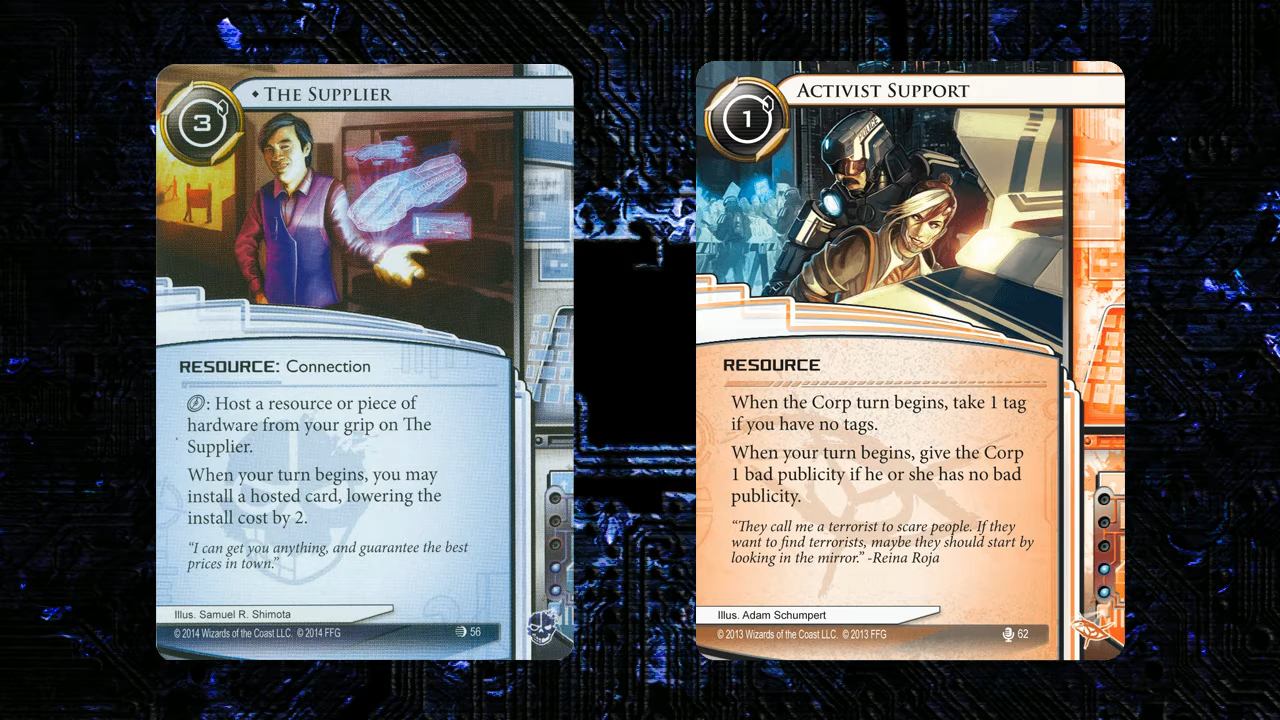 3
♦ THE SUPPLIER
RESOURCE: Connection
: Host a resource or piece of
hardware from your grip on The
Supplier.
When your turn begins, you may
install a hosted card, lowering the
install cost by 2.
“I can get you anything, and guarantee the best
prices in town.”
Illus. Samuel R. Shimota
© 2014 Wizards of the Coast LLC. © 2014 FFG
56
1
ACTIVIST SUPPORT
POLICE
RESOURCE
When the Corp turn begins, take 1 tag
if you have no tags.
When your turn begins, give the Corp
1 bad publicity if he or she has no bad
publicity.
“They call me a terrorist to scare people. If they
want to find terrorists, maybe they should start by
looking in the mirror.” -Reina Roja
Illus. Adam Schumpert
© 2013 Wizards of the Coast LLC. © 2013 FFG
62